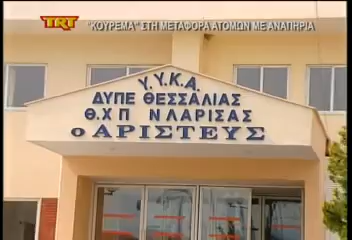 TRT
"ΚΟΥΡΕΜΑ" ΣΤΗ ΜΕΤΑΦΟΡΑ ΑΤΟΜΩΝ ΜΕ ΑΝΑΠΗΡΙΑ
Υ.Υ.Κ.Α.
ΔΥΠΕ ΘΕΣΣΑΛΙΑΣ
Θ.Χ Π Ν ΛΑΡΙΣΑΣ
Ο ΑΡΙΣΤΕΥΣ